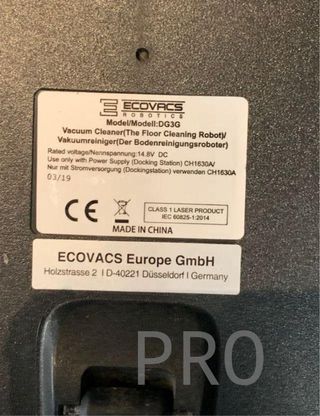 ECOVACS
ROBOTICS
Model/Modell:DG3G
Vacuum Cleaner(The Floor Cleaning Robot)/
Vakuumreiniger(Der Bodenreinigungsroboter)
Rated voltage/Nennspannung:14.8V DC
Use only with Power Supply (Docking Station) CH1630A/
Nur mit Stromversorgung (Dockingstation) verwenden CH1630A
03/19
CE
CLASS 1 LASER PRODUCT
IEC 60825-1:2014
MADE IN CHINA
ECOVACS Europe GmbH
Holzstrasse 2 I D-40221 Düsseldorf I Germany
PRO